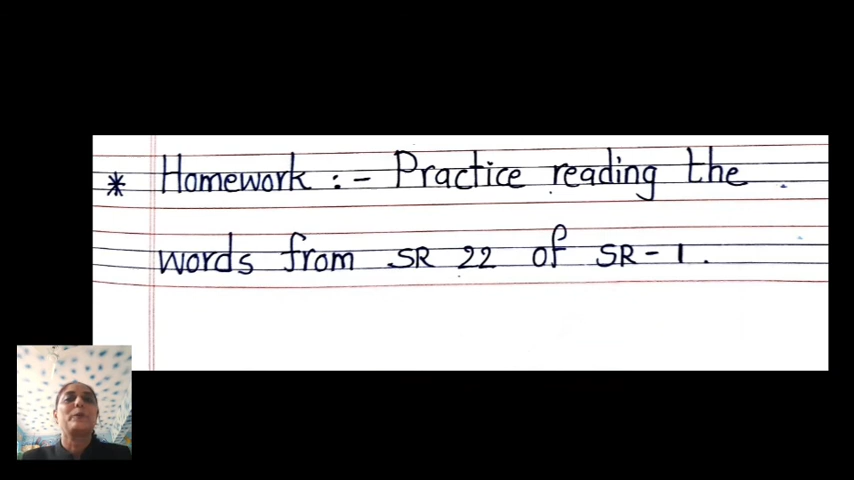 * Homework :- Practice reading the
words from SR 22 of SR-1.